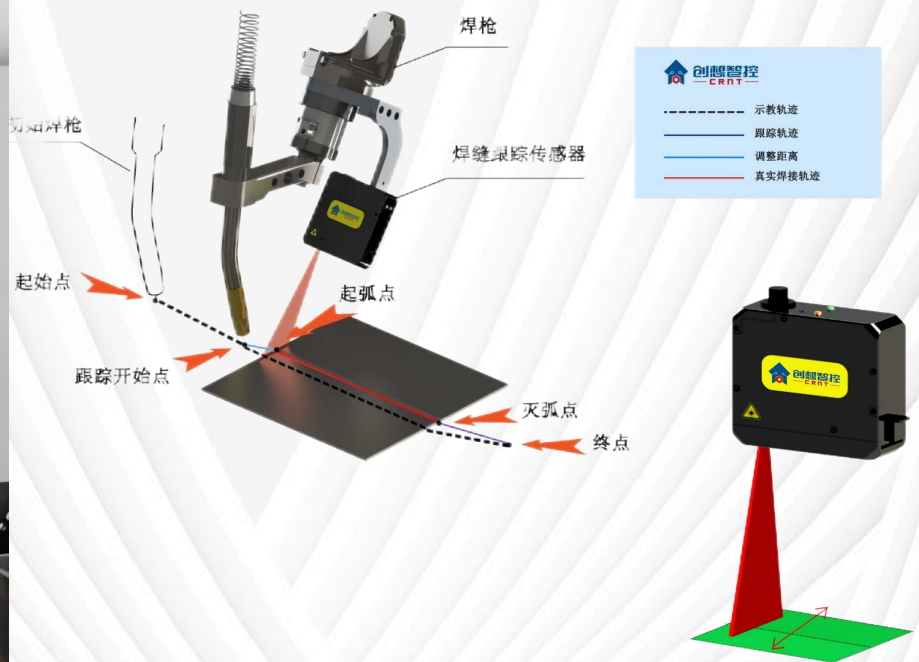 焊枪
创想智控
CRNT
示教轨迹
跟踪轨迹
调整距离
真实焊接轨迹
初始焊枪
焊缝跟踪传感器
起始点
起弧点
跟踪开始点
灭弧点
终点
创想智控
CRNT